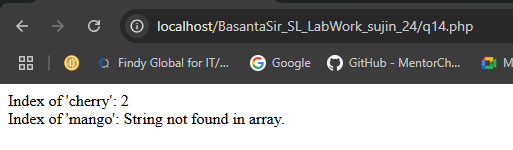 localhost/BasantaSir_SL_LabWork_sujin_24/q14.php
Findy Global for IT/...
Google
GitHub - MentorCh...
M
Index of 'cherry': 2
Index of 'mango': String not found in array.